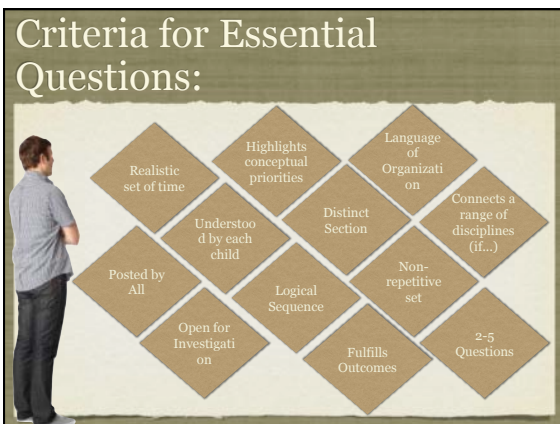 Criteria for Essential
Questions:
Realistic
set of time
Highlights
conceptual
priorities
Language
of
Organizati
on
Understoo
d by each
child
Distinct
Section
Connects a
range of
disciplines
(if...)
Posted by
All
Logical
Sequence
Non-
repetitive
set
Open for
Investigati
on
Fulfills
Outcomes
2-5
Questions